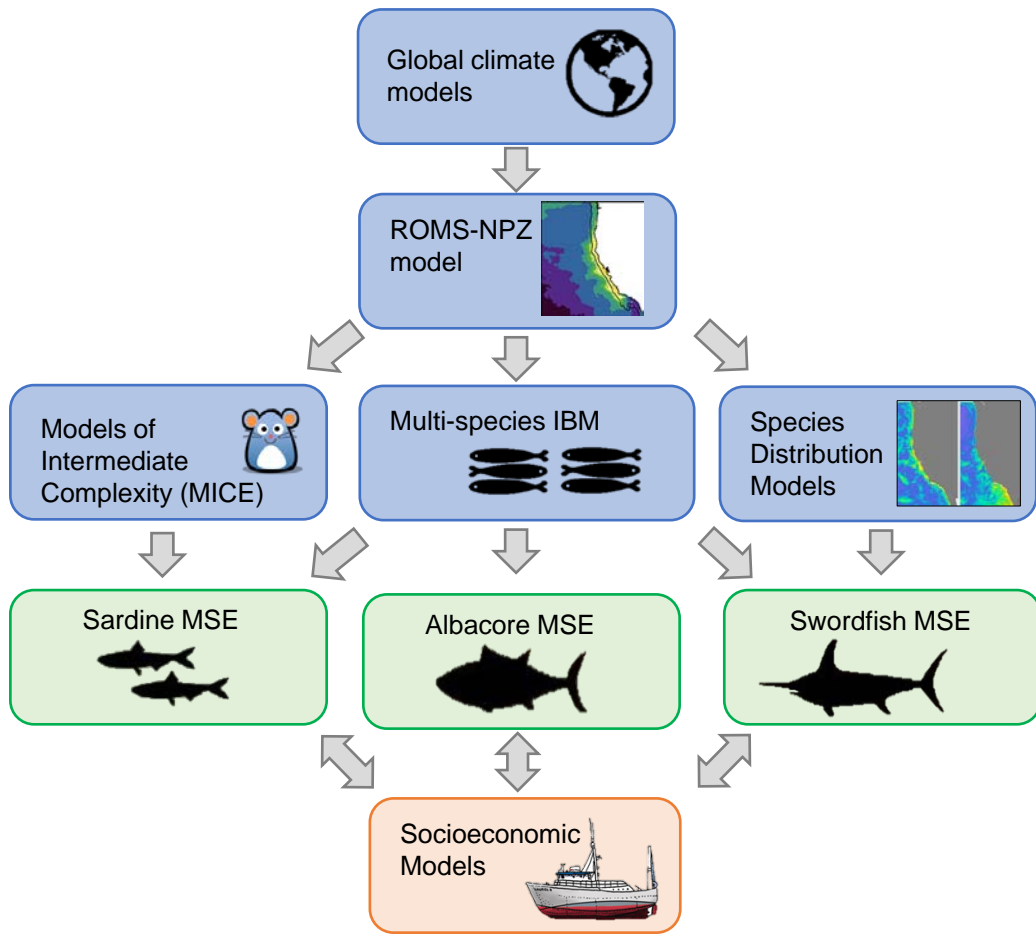 Global climate
models
ROMS-NPZ
model
Models of
Intermediate
Complexity (MICE)
Multi-species IBM
Species
Distribution
Models
Sardine MSE
Albacore MSE
Swordfish MSE
Socioeconomic
Models